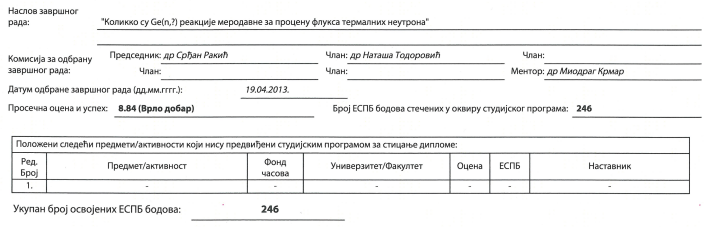 Наслов завршног
рада: "Колико су Ge(n,?) реакције меродавне за процену флукса термалних неутрона"
Комисија за одбрану Председник: др Срђан Ракић Члан: др Наташа Тодоровић Члан:
завршног рада: Члан: Члан: Ментор: др Миодраг Крмар
Датум одбране завршног рада (дд.мм.гггг.): 19.04.2013.
Просечна оцена и успех: 8.84 (Врло добар) Број ЕСПБ бодова стечених у оквиру студијског програма: 246
Положени следећи предмети/активности који нису предвиђени студијским програмом за стицање дипломе:
Ред. Број Предмет/активност Фонд часова Универзитет/Факултет Оцена ЕСПБ Наставник
1. - - - - - -
Укупан број освојених ЕСПБ бодова: 246